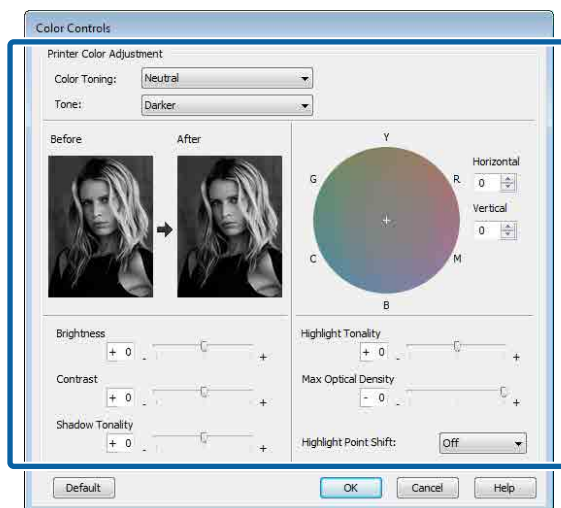 Color Controls
Printer Color Adjustment
Color Toning: Neutral
Tone: Darker
Before After
Y
G R
C M
B
Horizontal
0
Vertical
0
Brightness
+ 0 - +
Contrast
+ 0 - +
Shadow Tonality
+ 0 - +
Highlight Tonality
+ 0 - +
Max Optical Density
- 0 - +
Highlight Point Shift: Off
Default OK Cancel Help